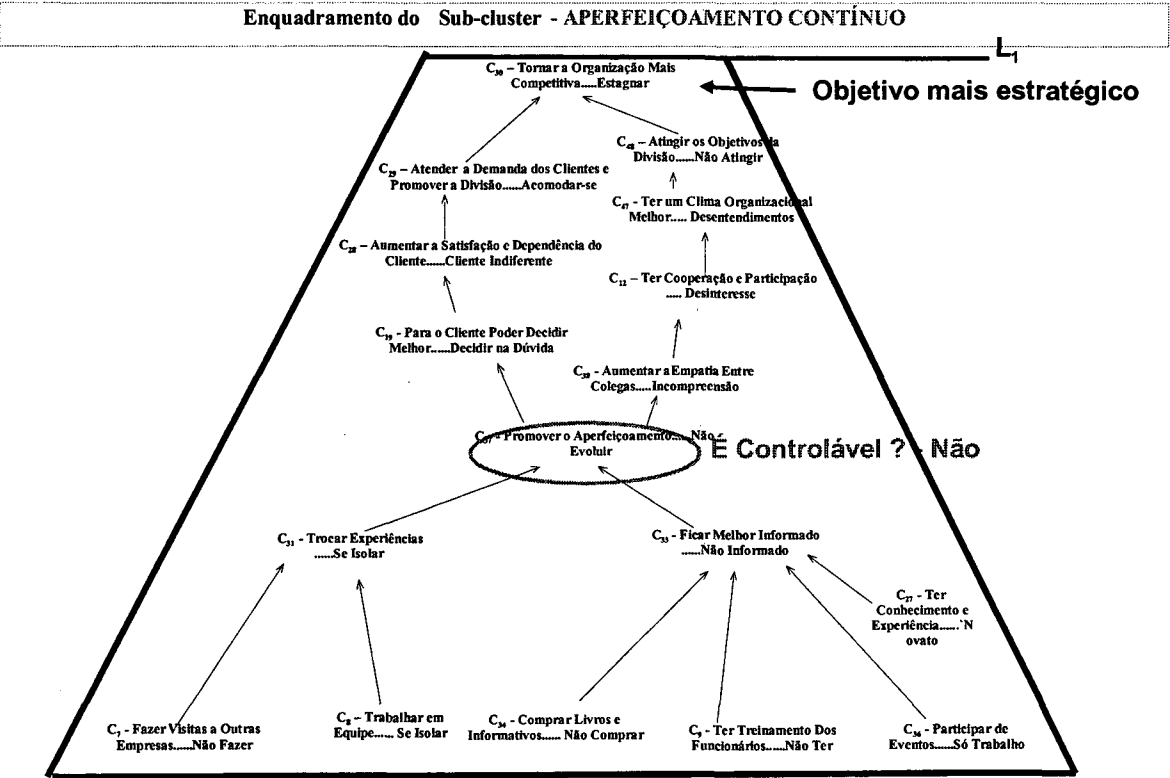 Enquadramento do Sub-cluster - APERFEIÇOAMENTO CONTÍNUO
L₁
C₃₀ – Tornar a Organização Mais
Competitiva.....Estagnar
Objetivo mais estratégico
C₄₈ – Atingir os Objetivos da
Divisão......Não Atingir
C₂₉ – Atender a Demanda dos Clientes e
Promover a Divisão......Acomodar-se
C₄₇ - Ter um Clima Organizacional
Melhor..... Desentendimentos
C₂₈ – Aumentar a Satisfação e Dependência do
Cliente......Cliente Indiferente
C₁₂ – Ter Cooperação e Participação
..... Desinteresse
- Para o Cliente Poder Decidir
Melhor......Decidir na Dúvida
- Aumentar a Empatia Entre
Colegas.....Incompreensão
- Promover o Aperfeiçoamento.....Não
Evoluir
É Controlável ? - Não
C₃₁ - Trocar Experiências
......Se Isolar
C₃₃ - Ficar Melhor Informado
......Não Informado
C₂₇ - Ter
Conhecimento e
Experiência......`N
ovato
C₇ - Fazer Visitas a Outras
Empresas......Não Fazer
C₈ – Trabalhar em
Equipe...... Se Isolar
C₃₄ - Comprar Livros e
Informativos...... Não Comprar
C₉ - Ter Treinamento Dos
Funcionários......Não Ter
C₃₆ – Participar de
Eventos......Só Trabalho